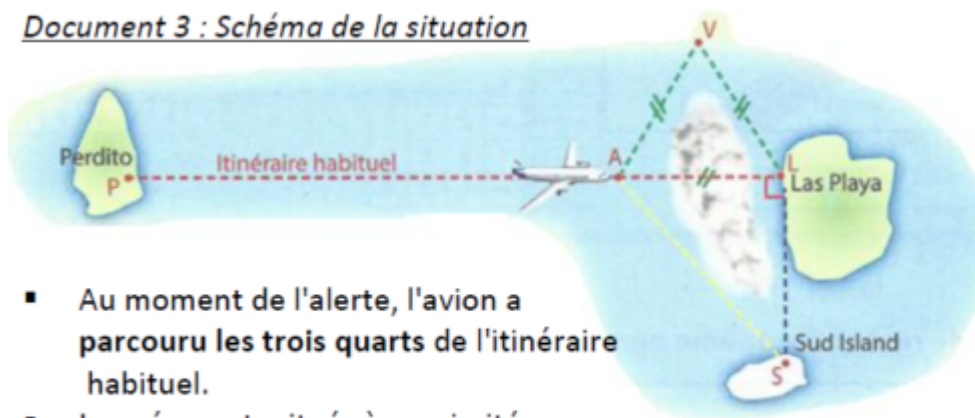 Document 3 : Schéma de la situation
V
Perdito
P
Itinéraire habituel
A
L
Las Playa
▪ Au moment de l'alerte, l'avion a
parcouru les trois quarts de l'itinéraire
habituel.
Sud Island
S